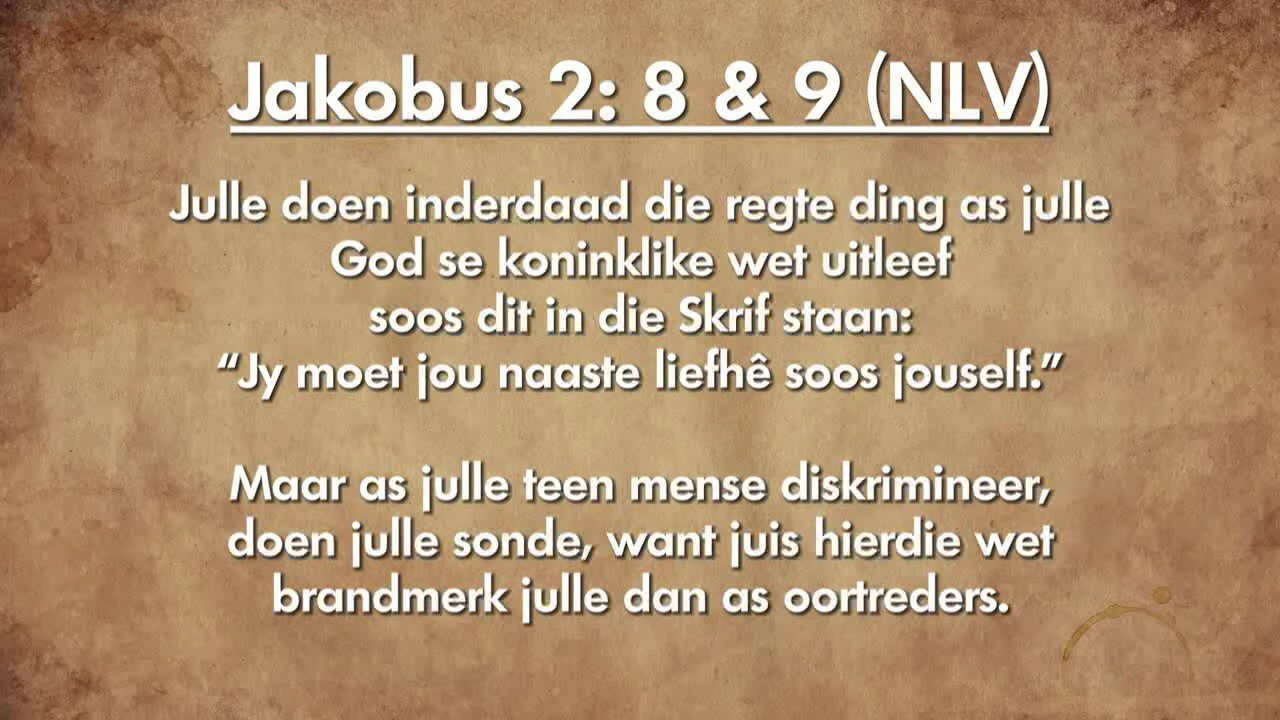 Jakobus 2: 8 & 9 (NLV)
Julle doen inderdaad die regte ding as julle
God se koninklike wet uitleef
soos dit in die Skrif staan:
“Jy moet jou naaste liefhê soos jouself.”
Maar as julle teen mense diskrimineer,
doen julle sonde, want juis hierdie wet
brandmerk julle dan as oortreders.